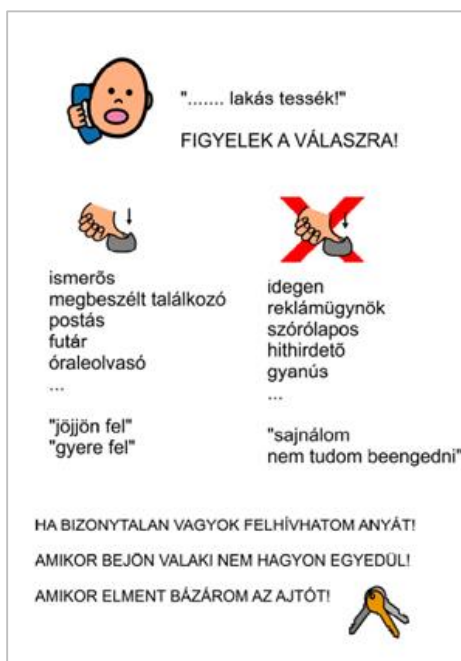 "....... lakás tessék!"
FIGYELEK A VÁLASZRA!
ismerős
megbeszélt találkozó
postás
futár
óraleolvasó
...
"jöjjön fel"
"gyere fel"
idegen
reklámügynök
szórólapos
hithirdető
gyanús
...
"sajnálom
nem tudom beengedni"
HA BIZONYTALAN VAGYOK FELHÍVHATOM ANYÁT!
AMIKOR BEJÖN VALAKI NEM HAGYON EGYEDÜL!
AMIKOR ELMENT BÁZÁROM AZ AJTÓT!